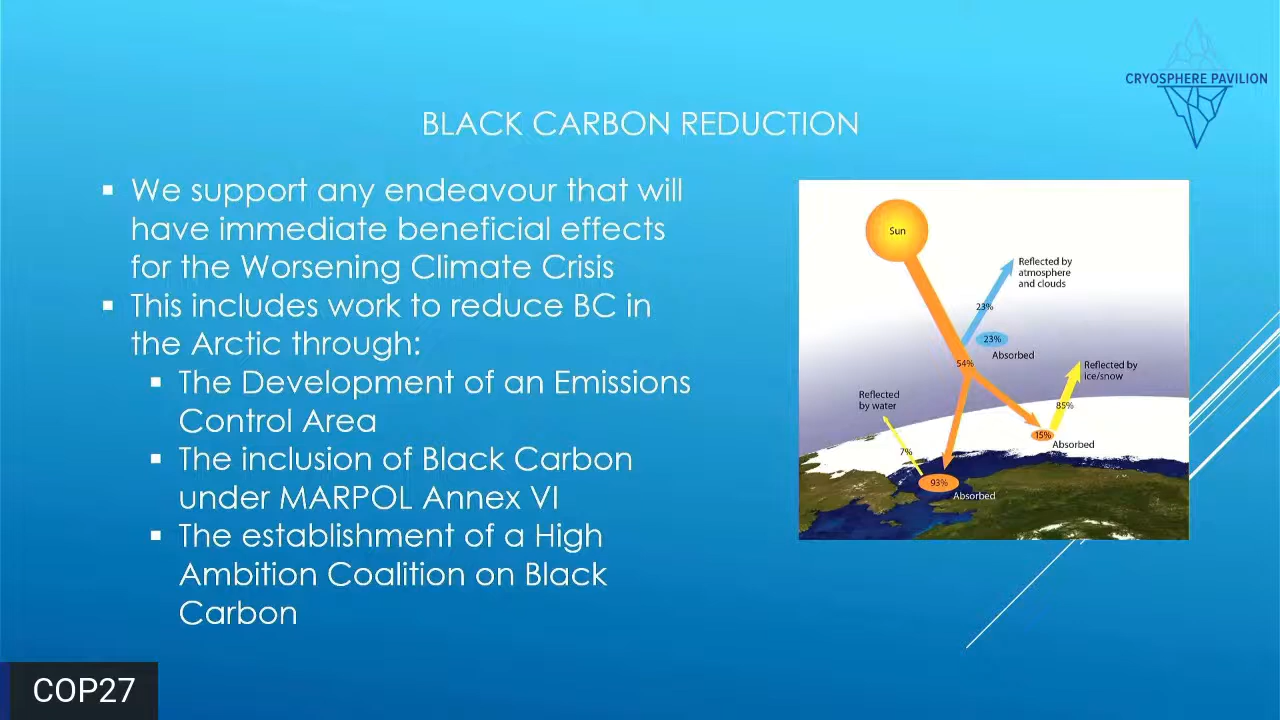 CRYOSPHERE PAVILION
BLACK CARBON REDUCTION
▪ We support any endeavour that will
have immediate beneficial effects
for the Worsening Climate Crisis
▪ This includes work to reduce BC in
the Arctic through:
▪ The Development of an Emissions
Control Area
▪ The inclusion of Black Carbon
under MARPOL Annex VI
▪ The establishment of a High
Ambition Coalition on Black
Carbon
Sun
Reflected by
atmosphere
and clouds
23%
23%
Absorbed
54%
Reflected by
ice/snow
85%
15%
Absorbed
Reflected
by water
7%
93%
Absorbed
COP27